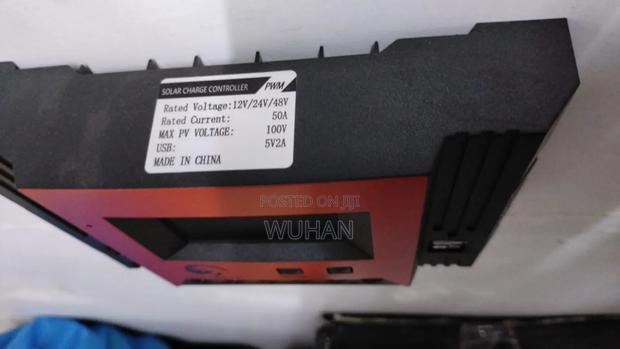 SOLAR CHARGE CONTROLLER PWM
Rated Voltage:12V/24V/48V
Rated Current: 50A
MAX PV VOLTAGE: 100V
USB: 5V2A
MADE IN CHINA
POSTED ON JIJI
WUHAN